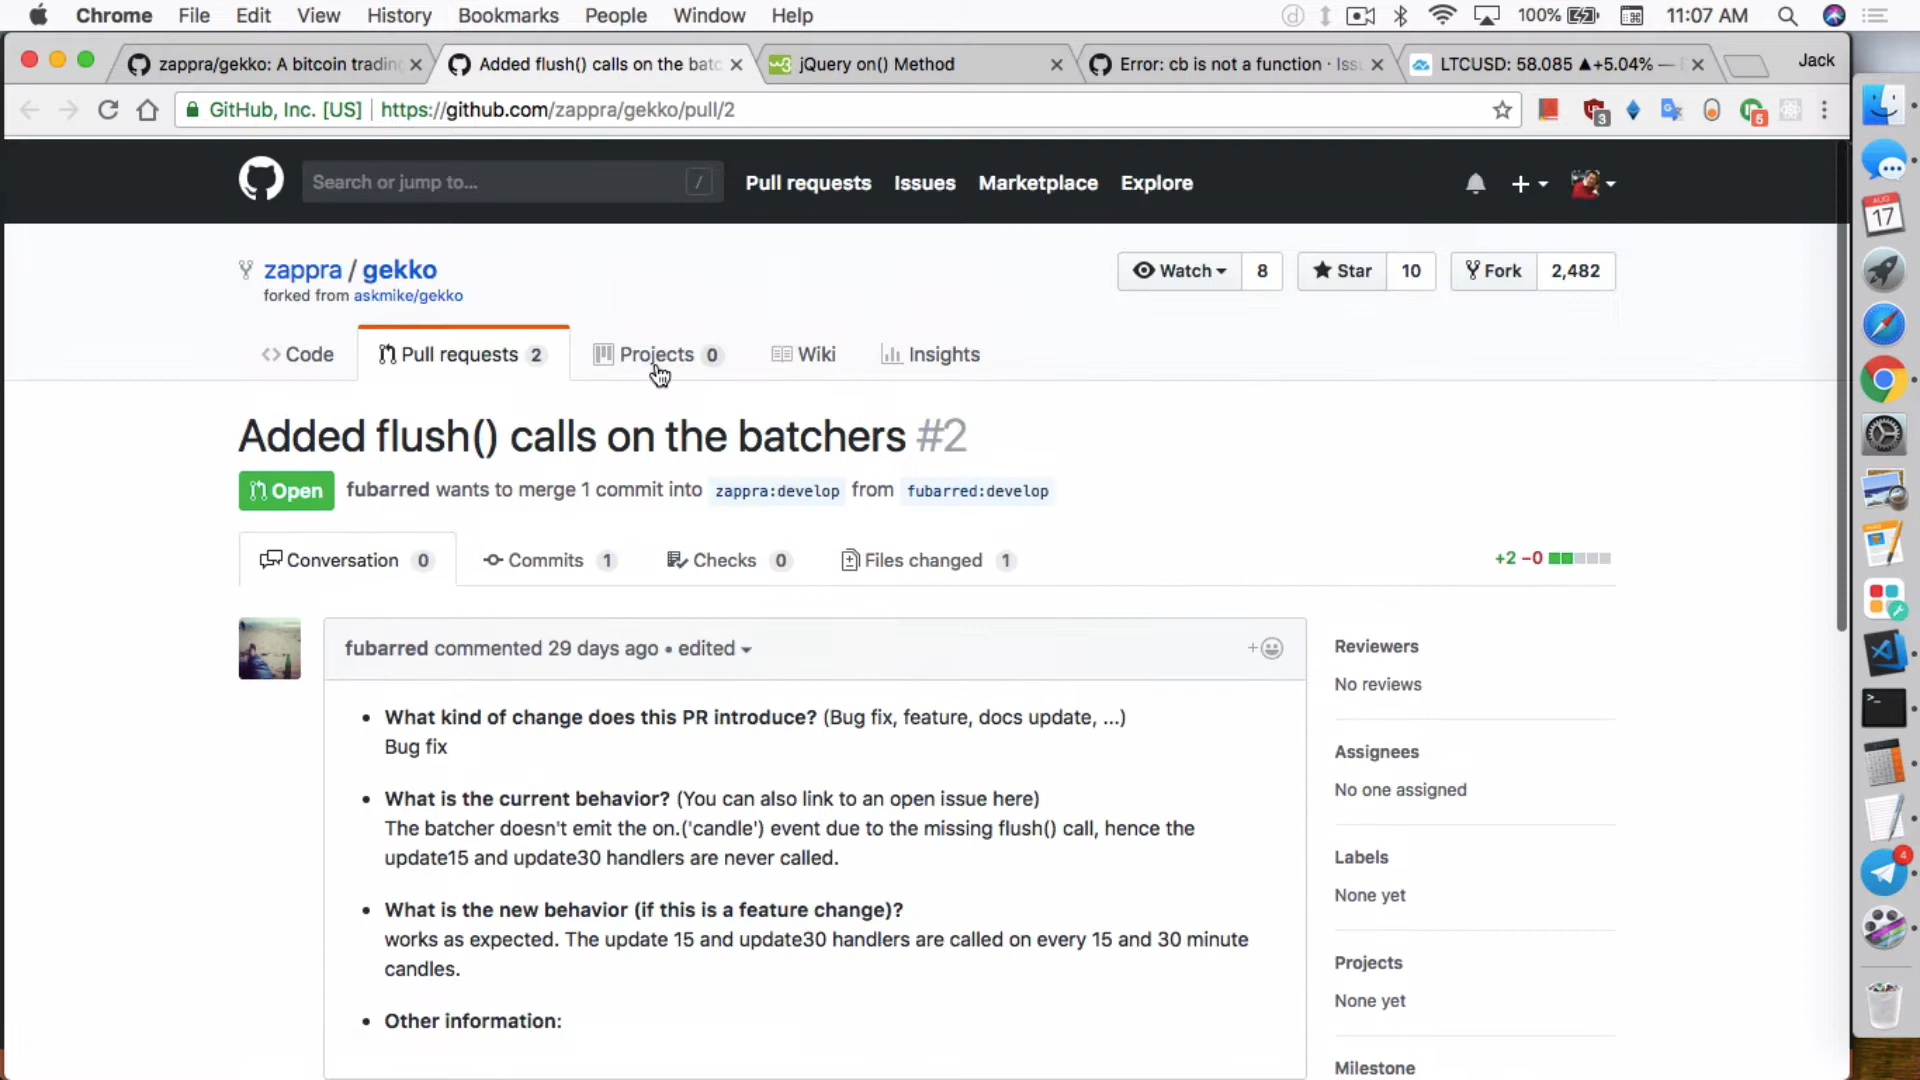 Chrome File Edit View History Bookmarks People Window Help 100% 11:07 AM
zappra/gekko: A bitcoin trading
Added flush() calls on the batc
jQuery on() Method
Error: cb is not a function · Issu
LTCUSD: 58.085 ▲+5.04% —
Jack
GitHub, Inc. [US] | https://github.com/zappra/gekko/pull/2
3
5
Search or jump to... /
Pull requests Issues Marketplace Explore
AUG
17
zappra / gekko
forked from askmike/gekko
Watch 8 Star 10 Fork 2,482
<> Code Pull requests 2 Projects 0 Wiki Insights
Added flush() calls on the batchers #2
Open fubarred wants to merge 1 commit into zappra:develop from fubarred:develop
Conversation 0 Commits 1 Checks 0 Files changed 1 +2 −0
fubarred commented 29 days ago • edited
• What kind of change does this PR introduce? (Bug fix, feature, docs update, ...)
Bug fix
• What is the current behavior? (You can also link to an open issue here)
The batcher doesn't emit the on.('candle') event due to the missing flush() call, hence the
update15 and update30 handlers are never called.
• What is the new behavior (if this is a feature change)?
works as expected. The update 15 and update30 handlers are called on every 15 and 30 minute
candles.
• Other information:
Reviewers
No reviews
Assignees
No one assigned
Labels
None yet
Projects
None yet
Milestone
4